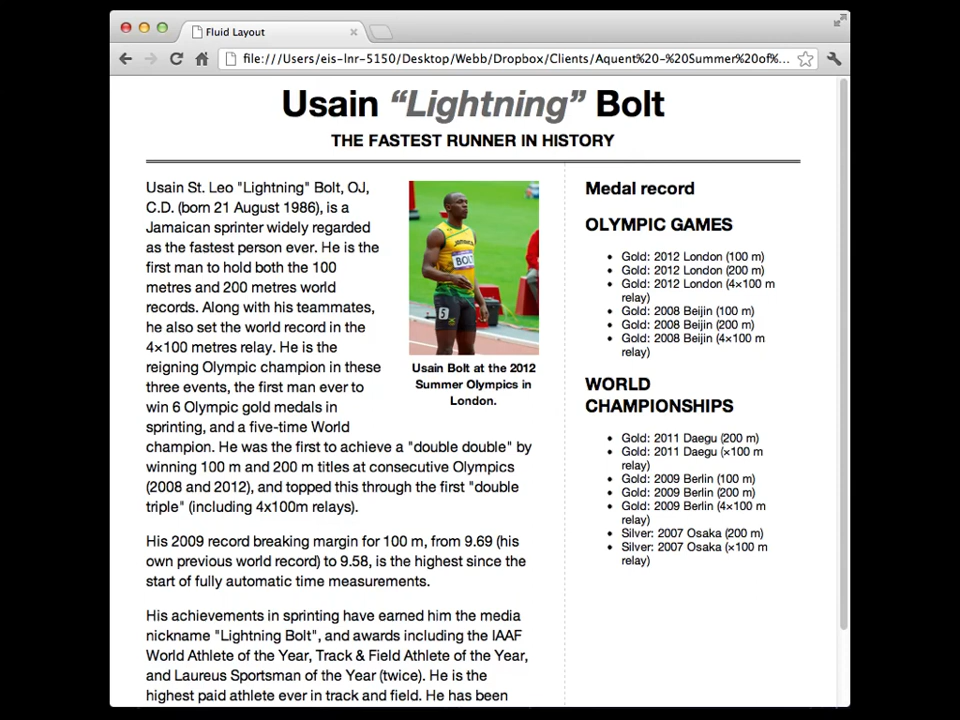 Fluid Layout
file:///Users/eis-lnr-5150/Desktop/Webb/Dropbox/Clients/Aquent%20-%20Summer%20of%...
Usain “Lightning” Bolt
THE FASTEST RUNNER IN HISTORY
Usain St. Leo "Lightning" Bolt, OJ,
C.D. (born 21 August 1986), is a
Jamaican sprinter widely regarded
as the fastest person ever. He is the
first man to hold both the 100
metres and 200 metres world
records. Along with his teammates,
he also set the world record in the
4×100 metres relay. He is the
reigning Olympic champion in these
three events, the first man ever to
win 6 Olympic gold medals in
sprinting, and a five-time World
champion. He was the first to achieve a "double double" by
winning 100 m and 200 m titles at consecutive Olympics
(2008 and 2012), and topped this through the first "double
triple" (including 4x100m relays).
BOLT
5
Usain Bolt at the 2012
Summer Olympics in
London.
His 2009 record breaking margin for 100 m, from 9.69 (his
own previous world record) to 9.58, is the highest since the
start of fully automatic time measurements.
His achievements in sprinting have earned him the media
nickname "Lightning Bolt", and awards including the IAAF
World Athlete of the Year, Track & Field Athlete of the Year,
and Laureus Sportsman of the Year (twice). He is the
highest paid athlete ever in track and field. He has been
Medal record
OLYMPIC GAMES
• Gold: 2012 London (100 m)
• Gold: 2012 London (200 m)
• Gold: 2012 London (4×100 m
relay)
• Gold: 2008 Beijin (100 m)
• Gold: 2008 Beijin (200 m)
• Gold: 2008 Beijin (4×100 m
relay)
WORLD
CHAMPIONSHIPS
• Gold: 2011 Daegu (200 m)
• Gold: 2011 Daegu (×100 m
relay)
• Gold: 2009 Berlin (100 m)
• Gold: 2009 Berlin (200 m)
• Gold: 2009 Berlin (4×100 m
relay)
• Silver: 2007 Osaka (200 m)
• Silver: 2007 Osaka (×100 m
relay)